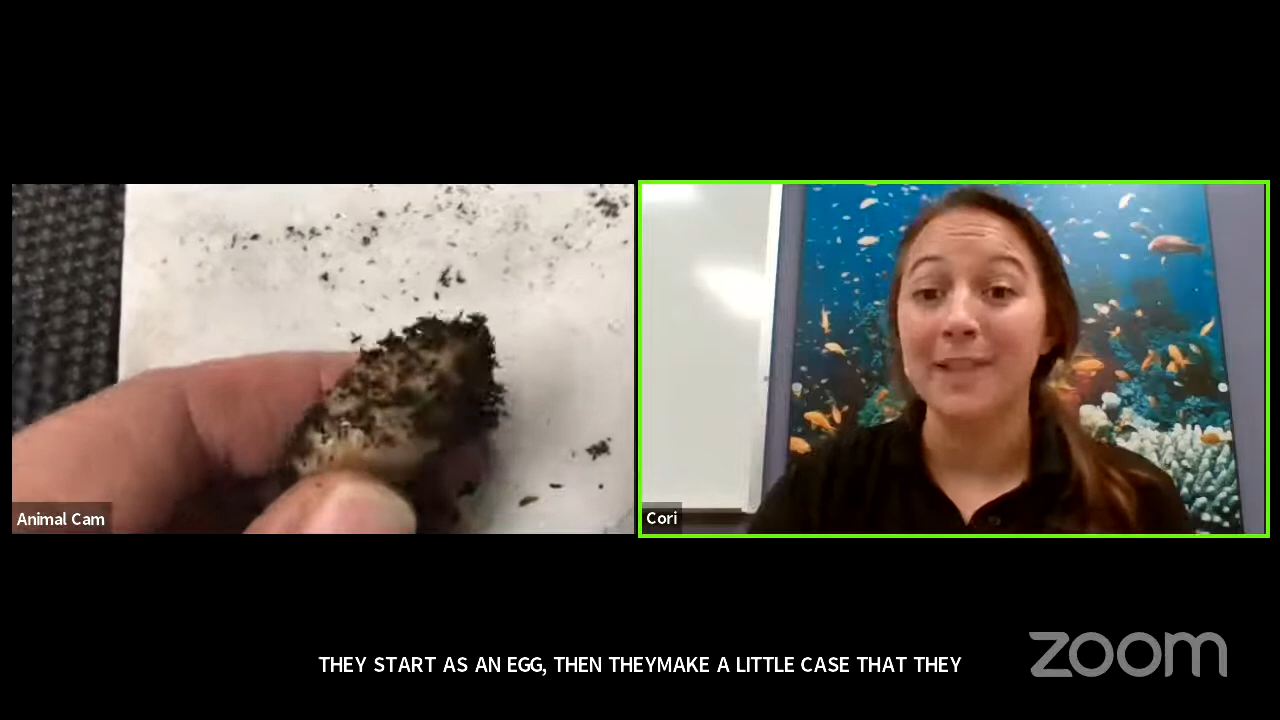 Animal Cam
Cori
THEY START AS AN EGG, THEN THEYMAKE A LITTLE CASE THAT THEY
zoom